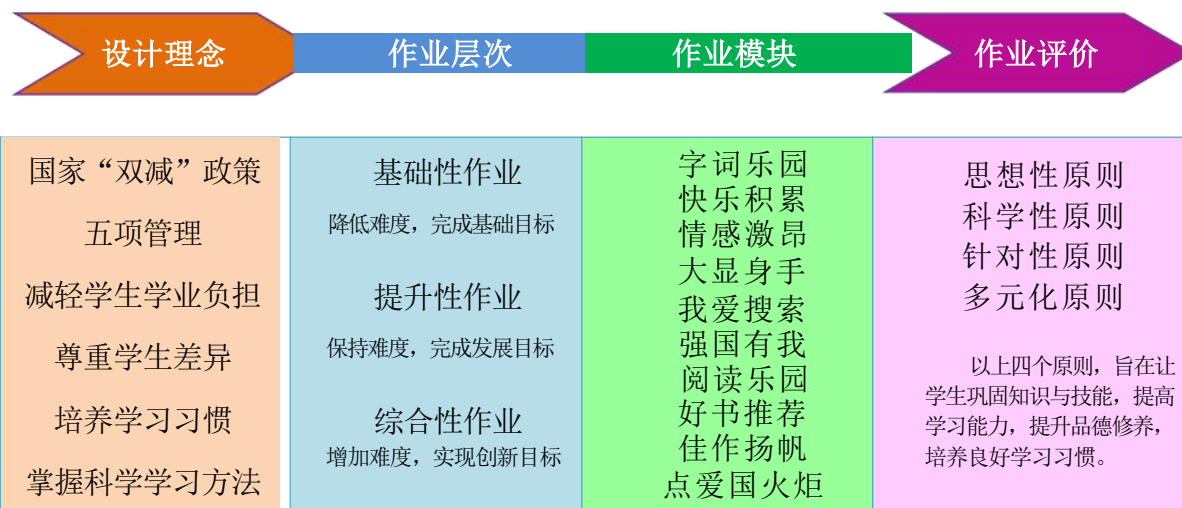 设计理念
作业层次
作业模块
作业评价
国家“双减”政策
五项管理
减轻学生学业负担
尊重学生差异
培养学习习惯
掌握科学学习方法
基础性作业
降低难度，完成基础目标
提升性作业
保持难度，完成发展目标
综合性作业
增加难度，实现创新目标
字词乐园
快乐积累
情感激昂
大显身手
我爱搜索
强国有我
阅读乐园
好书推荐
佳作扬帆
点爱国火炬
思想性原则
科学性原则
针对性原则
多元化原则
以上四个原则，旨在让
学生巩固知识与技能，提高
学习能力，提升品德修养，
培养良好学习习惯。